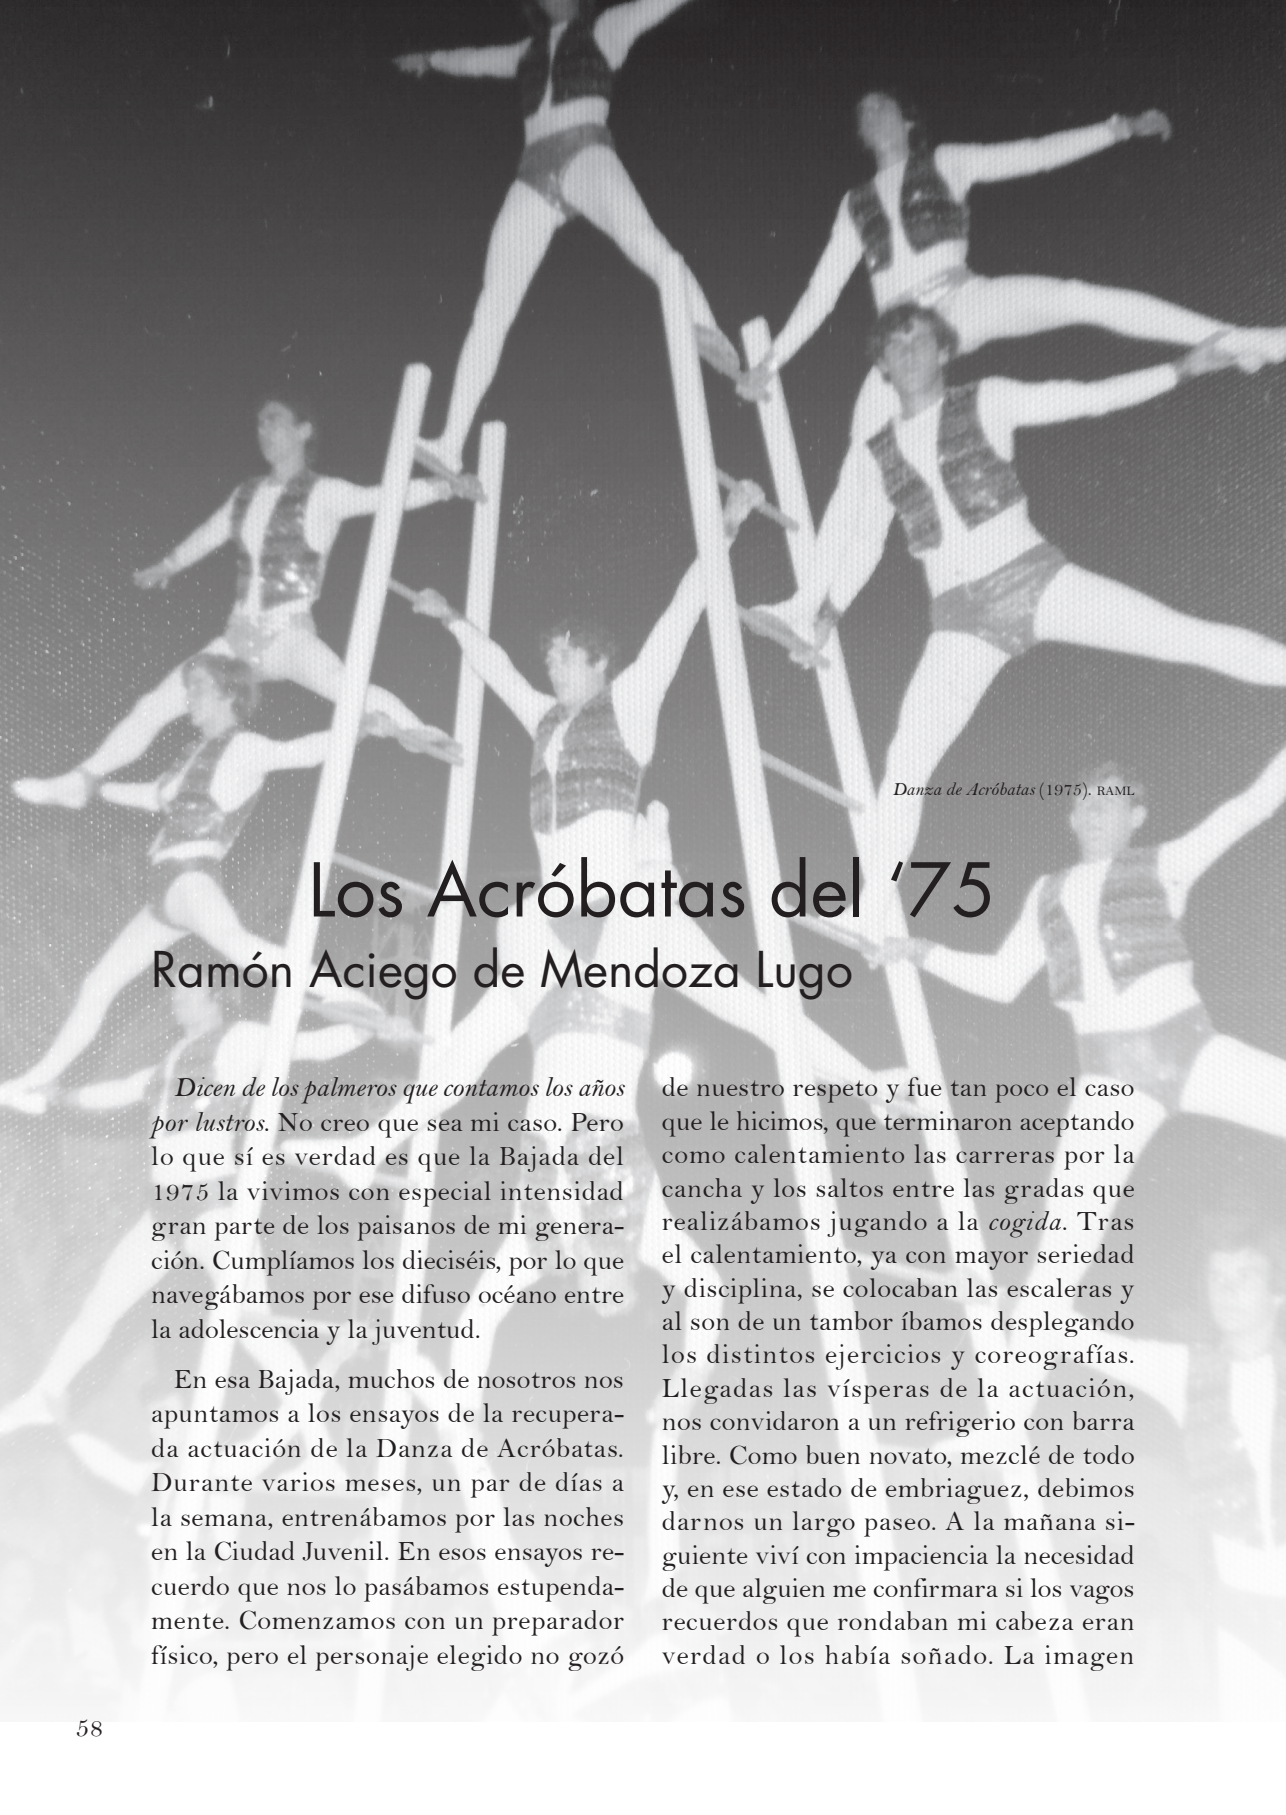 Danza de Acróbatas (1975). RAML
Los Acróbatas del ‘75
Ramón Aciego de Mendoza Lugo
Dicen de los palmeros que contamos los años
por lustros. No creo que sea mi caso. Pero
lo que sí es verdad es que la Bajada del
1975 la vivimos con especial intensidad
gran parte de los paisanos de mi genera-
ción. Cumplíamos los dieciséis, por lo que
navegábamos por ese difuso océano entre
la adolescencia y la juventud.
En esa Bajada, muchos de nosotros nos
apuntamos a los ensayos de la recupera-
da actuación de la Danza de Acróbatas.
Durante varios meses, un par de días a
la semana, entrenábamos por las noches
en la Ciudad Juvenil. En esos ensayos re-
cuerdo que nos lo pasábamos estupenda-
mente. Comenzamos con un preparador
físico, pero el personaje elegido no gozó
de nuestro respeto y fue tan poco el caso
que le hicimos, que terminaron aceptando
como calentamiento las carreras por la
cancha y los saltos entre las gradas que
realizábamos jugando a la cogida. Tras
el calentamiento, ya con mayor seriedad
y disciplina, se colocaban las escaleras y
al son de un tambor íbamos desplegando
los distintos ejercicios y coreografías.
Llegadas las vísperas de la actuación,
nos convidaron a un refrigerio con barra
libre. Como buen novato, mezclé de todo
y, en ese estado de embriaguez, debimos
darnos un largo paseo. A la mañana si-
guiente viví con impaciencia la necesidad
de que alguien me confirmara si los vagos
recuerdos que rondaban mi cabeza eran
verdad o los había soñado. La imagen
58